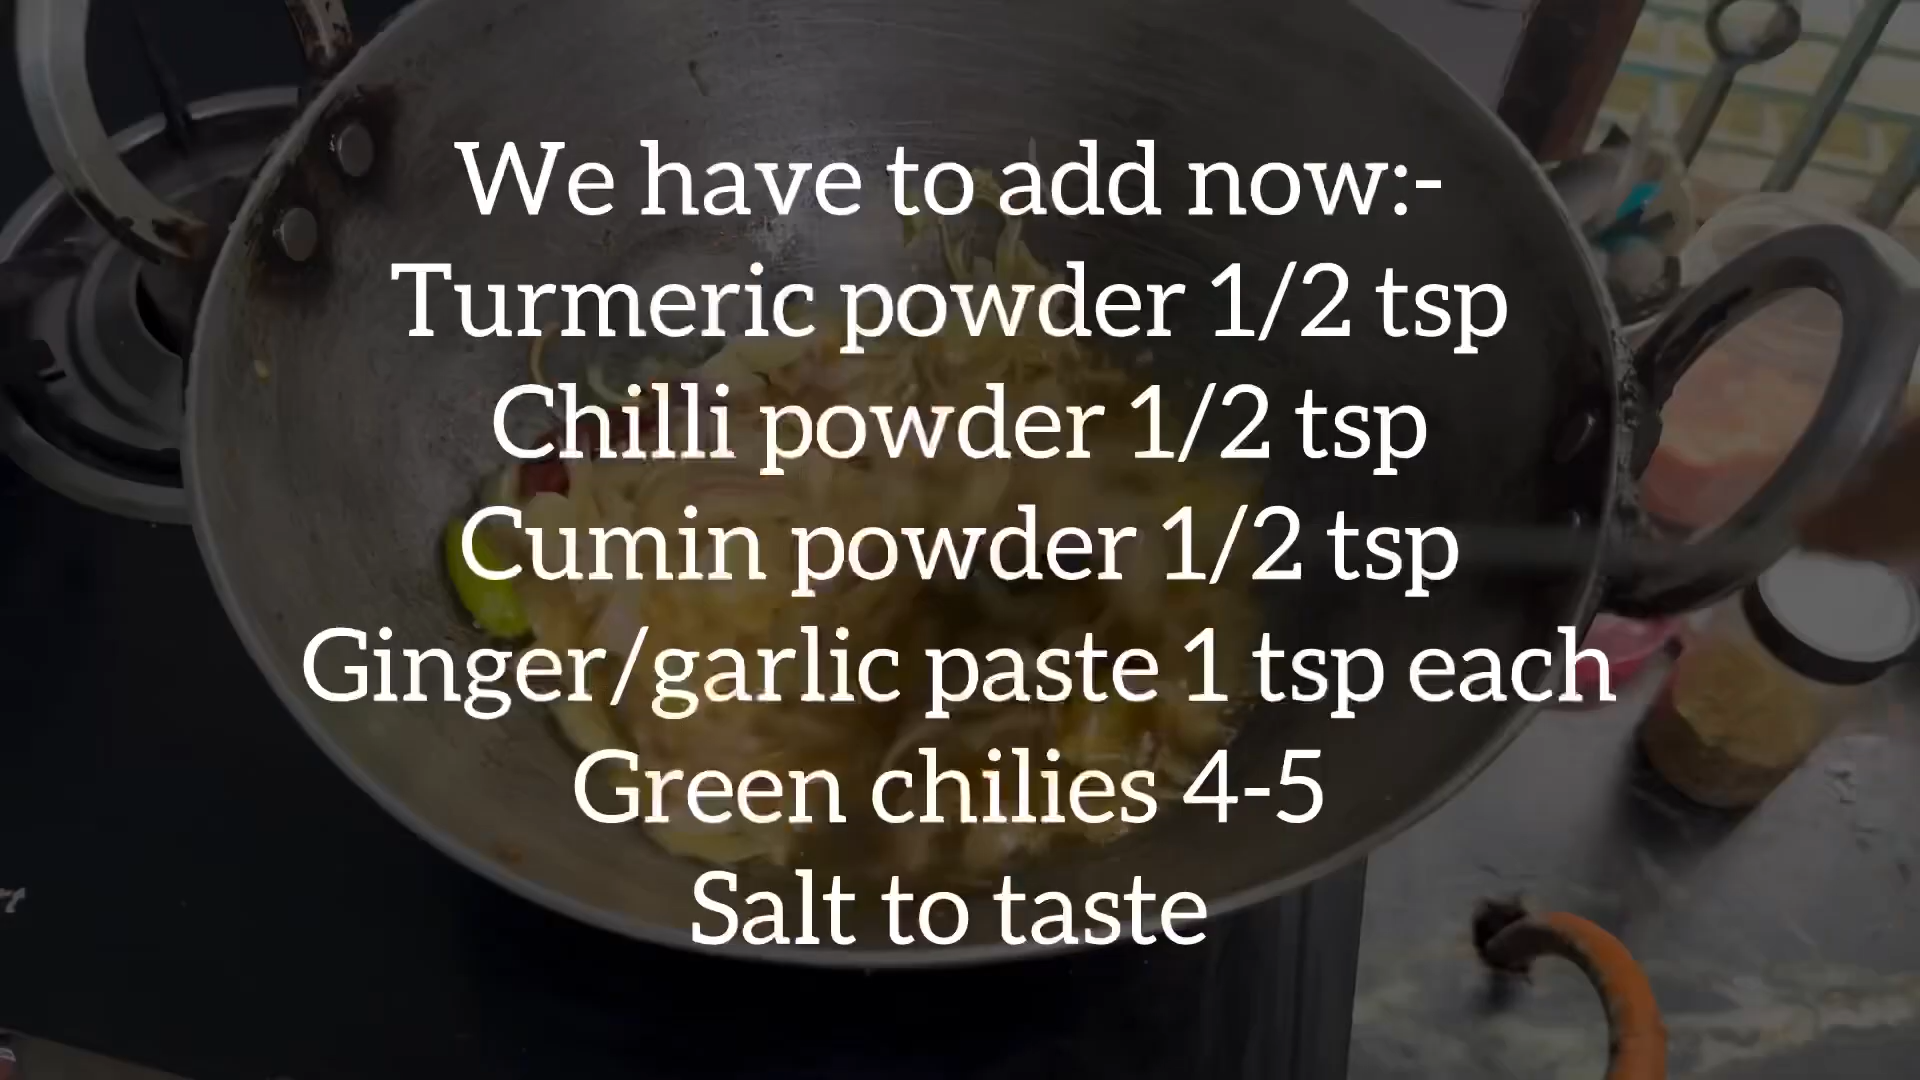 We have to add now:-
Turmeric powder 1/2 tsp
Chilli powder 1/2 tsp
Cumin powder 1/2 tsp
Ginger/garlic paste 1 tsp each
Green chilies 4-5
Salt to taste